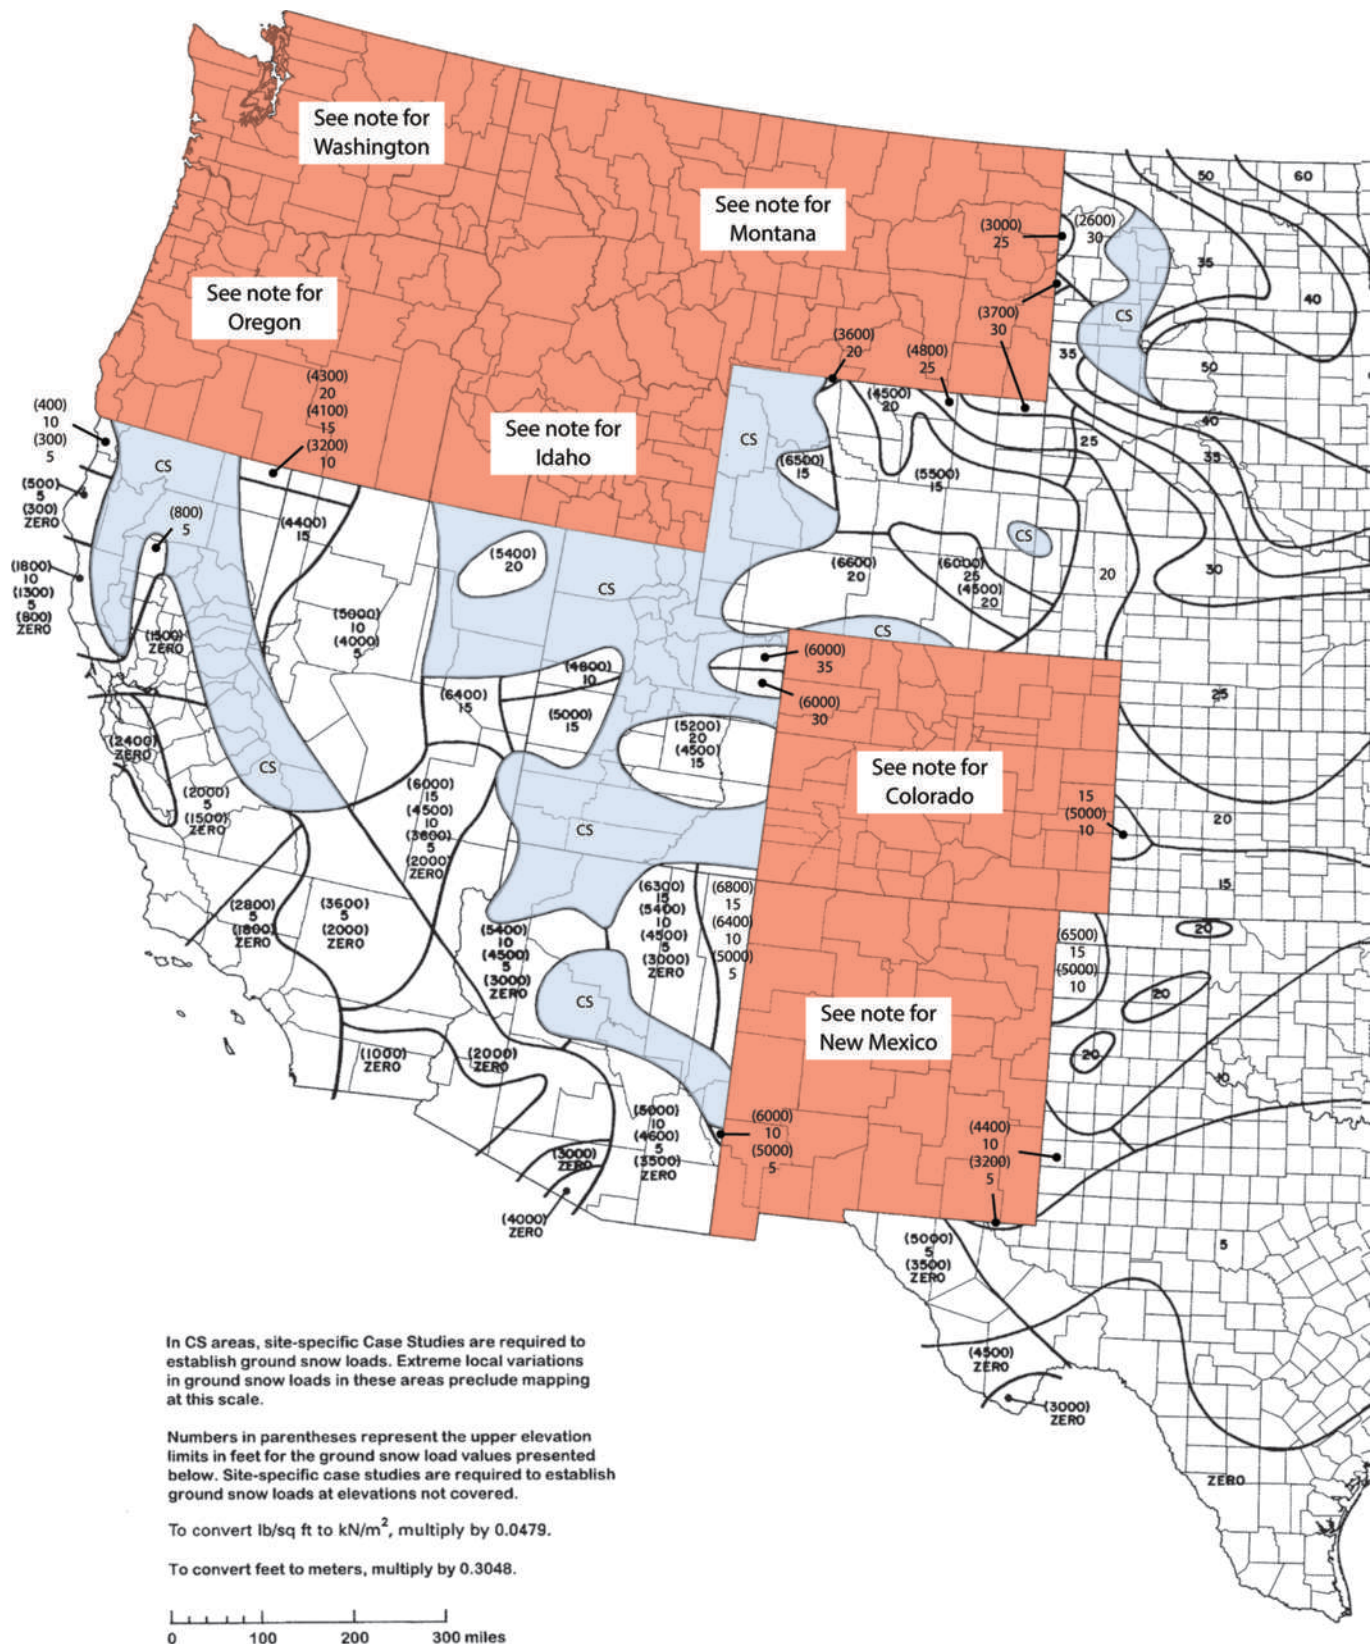 See note for
Washington
See note for
Montana
See note for
Oregon
See note for
Idaho
See note for
Colorado
See note for
New Mexico
50
60
(3000)
25
(2600)
30
35
40
CS
(3700)
30
35
50
40
35
(3600)
20
(4800)
25
(4500)
20
25
(4300)
20
(4100)
15
(3200)
10
(400)
10
(300)
5
CS
CS
(6500)
15
(5500)
15
(500)
5
(300)
ZERO
(800)
5
(4400)
15
(5400)
20
CS
CS
(6600)
20
(6000)
25
(4500)
20
20
30
(1800)
10
(1300)
5
(800)
ZERO
(1500)
ZERO
(5000)
10
(4000)
5
CS
(6000)
35
(6000)
30
25
(4800)
10
(6400)
15
(5000)
15
(5200)
20
(4500)
15
(2400)
ZERO
CS
(2000)
5
(1500)
ZERO
(6000)
15
(4500)
10
(3600)
5
(2000)
ZERO
CS
15
(5000)
10
20
15
(2800)
5
(1800)
ZERO
(3600)
5
(2000)
ZERO
(5400)
10
(4500)
5
(3000)
ZERO
(6300)
15
(5400)
10
(4500)
5
(3000)
ZERO
(6800)
15
(6400)
10
(5000)
5
(6500)
15
(5000)
10
20
20
20
CS
(1000)
ZERO
(2000)
ZERO
10
(5000)
10
(4600)
5
(3500)
ZERO
(6000)
10
(5000)
5
(4400)
10
(3200)
5
(3000)
ZERO
(4000)
ZERO
(5000)
5
(3500)
ZERO
5
(4500)
ZERO
(3000)
ZERO
ZERO
In CS areas, site-specific Case Studies are required to
establish ground snow loads. Extreme local variations
in ground snow loads in these areas preclude mapping
at this scale.
Numbers in parentheses represent the upper elevation
limits in feet for the ground snow load values presented
below. Site-specific case studies are required to establish
ground snow loads at elevations not covered.
To convert lb/sq ft to kN/m², multiply by 0.0479.
To convert feet to meters, multiply by 0.3048.
0 100 200 300 miles